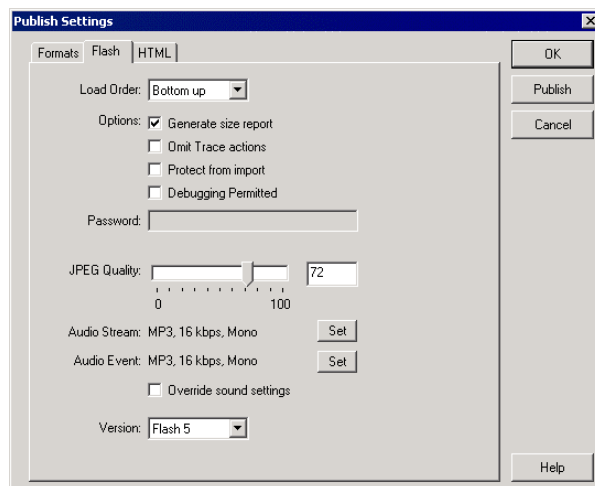 Publish Settings
Formats Flash HTML
OK
Publish
Cancel
Load Order: Bottom up
Options: Generate size report
Omit Trace actions
Protect from import
Debugging Permitted
Password:
JPEG Quality: 72
0 100
Audio Stream: MP3, 16 kbps, Mono Set
Audio Event: MP3, 16 kbps, Mono Set
Override sound settings
Version: Flash 5
Help